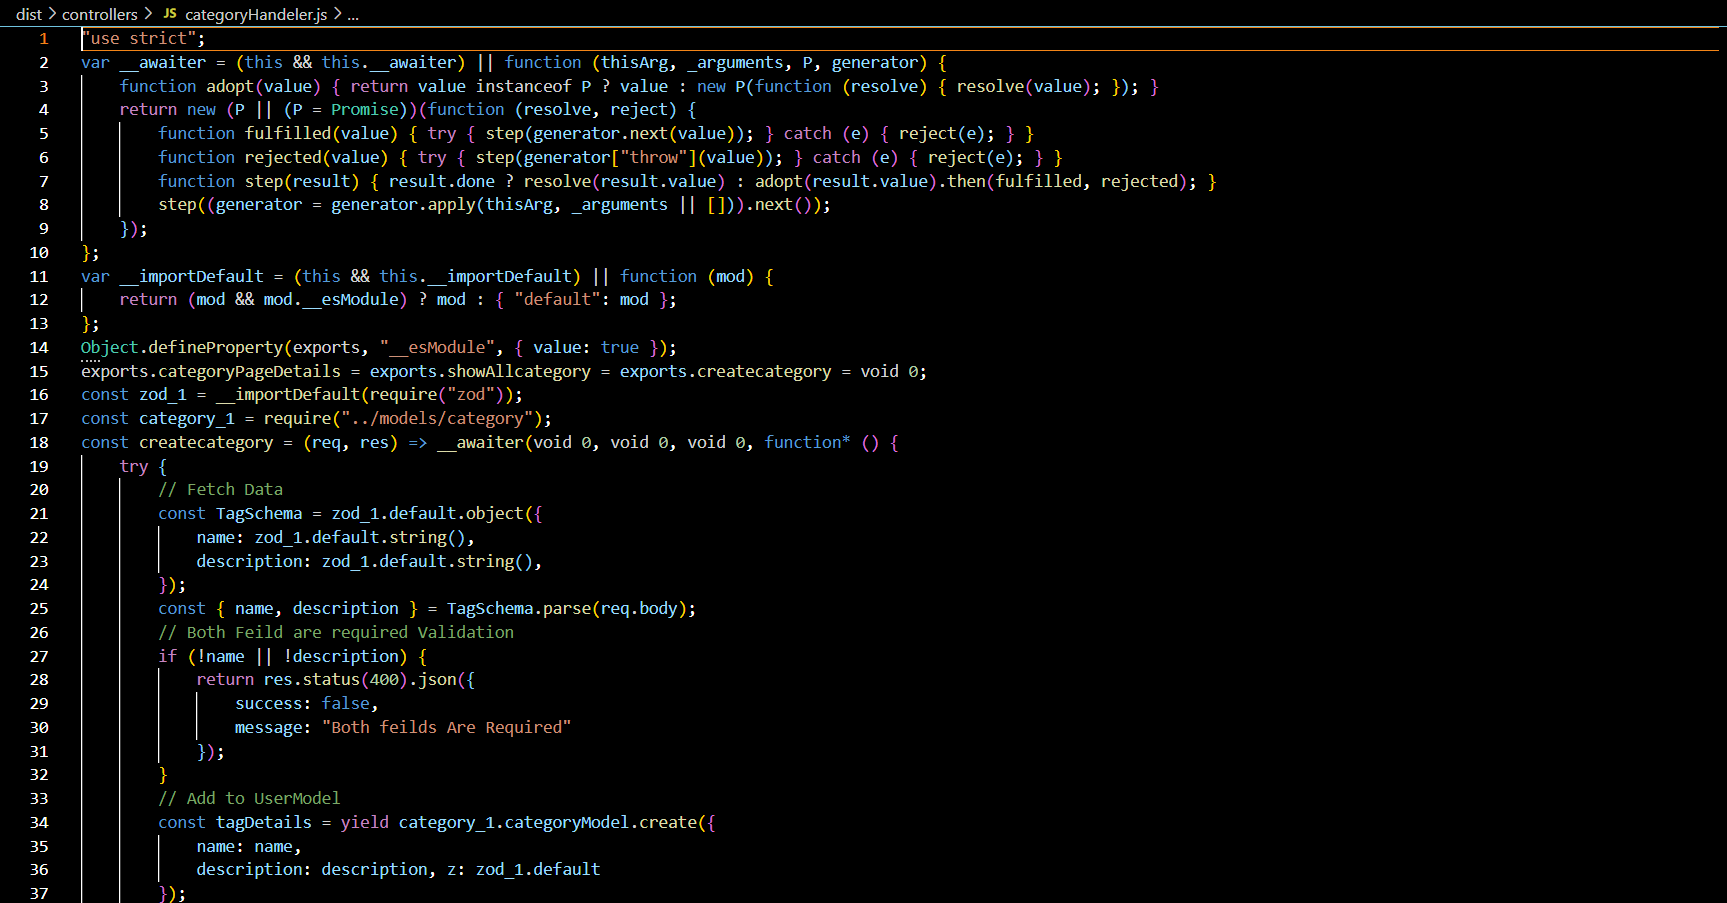 dist > controllers > JS categoryHandeler.js > ...
1 "use strict";
2 var __awaiter = (this && this.__awaiter) || function (thisArg, _arguments, P, generator) {
3     function adopt(value) { return value instanceof P ? value : new P(function (resolve) { resolve(value); }); }
4     return new (P || (P = Promise))(function (resolve, reject) {
5         function fulfilled(value) { try { step(generator.next(value)); } catch (e) { reject(e); } }
6         function rejected(value) { try { step(generator["throw"](value)); } catch (e) { reject(e); } }
7         function step(result) { result.done ? resolve(result.value) : adopt(result.value).then(fulfilled, rejected); }
8         step((generator = generator.apply(thisArg, _arguments || [])).next());
9     });
10 };
11 var __importDefault = (this && this.__importDefault) || function (mod) {
12     return (mod && mod.__esModule) ? mod : { "default": mod };
13 };
14 Object.defineProperty(exports, "__esModule", { value: true });
15 exports.categoryPageDetails = exports.showAllcategory = exports.createcategory = void 0;
16 const zod_1 = __importDefault(require("zod"));
17 const category_1 = require("../models/category");
18 const createcategory = (req, res) => __awaiter(void 0, void 0, void 0, function* () {
19     try {
20         // Fetch Data
21         const TagSchema = zod_1.default.object({
22             name: zod_1.default.string(),
23             description: zod_1.default.string(),
24         });
25         const { name, description } = TagSchema.parse(req.body);
26         // Both Feild are required Validation
27         if (!name || !description) {
28             return res.status(400).json({
29                 success: false,
30                 message: "Both feilds Are Required"
31             });
32         }
33         // Add to UserModel
34         const tagDetails = yield category_1.categoryModel.create({
35             name: name,
36             description: description, z: zod_1.default
37         });